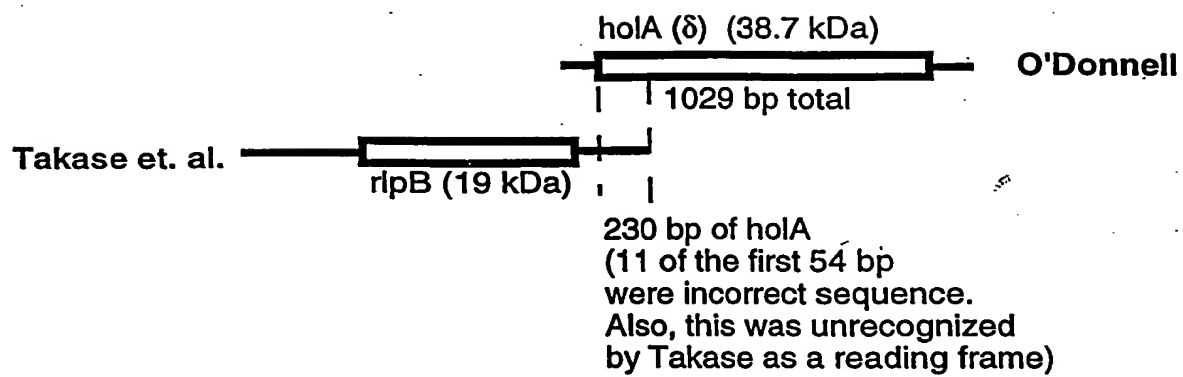 holA (δ) (38.7 kDa)
O'Donnell
1029 bp total
Takase et. al.
rlpB (19 kDa)
230 bp of holA
(11 of the first 54 bp
were incorrect sequence.
Also, this was unrecognized
by Takase as a reading frame)